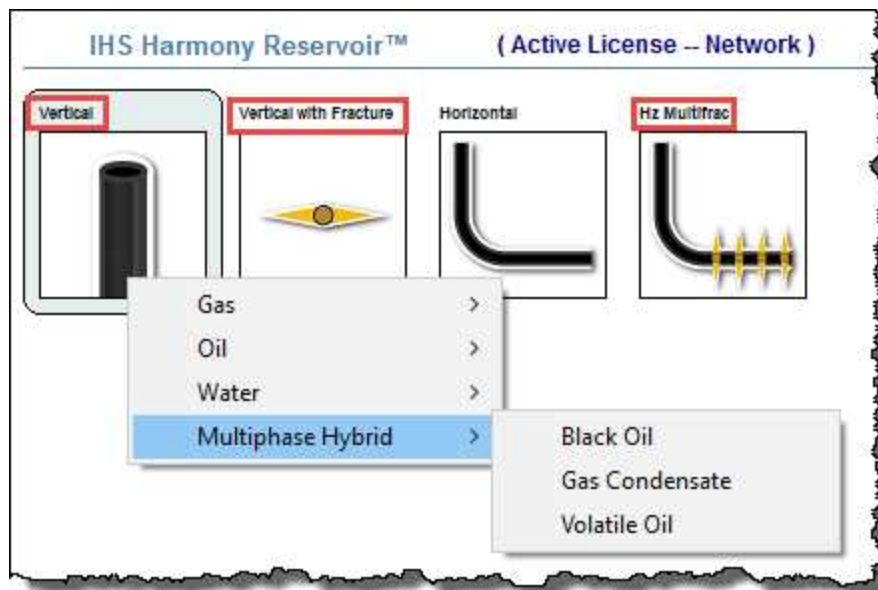 IHS Harmony Reservoir™ ( Active License -- Network )
Vertical Vertical with Fracture Horizontal Hz Multifrac
Gas
Oil
Water
Multiphase Hybrid
Black Oil
Gas Condensate
Volatile Oil